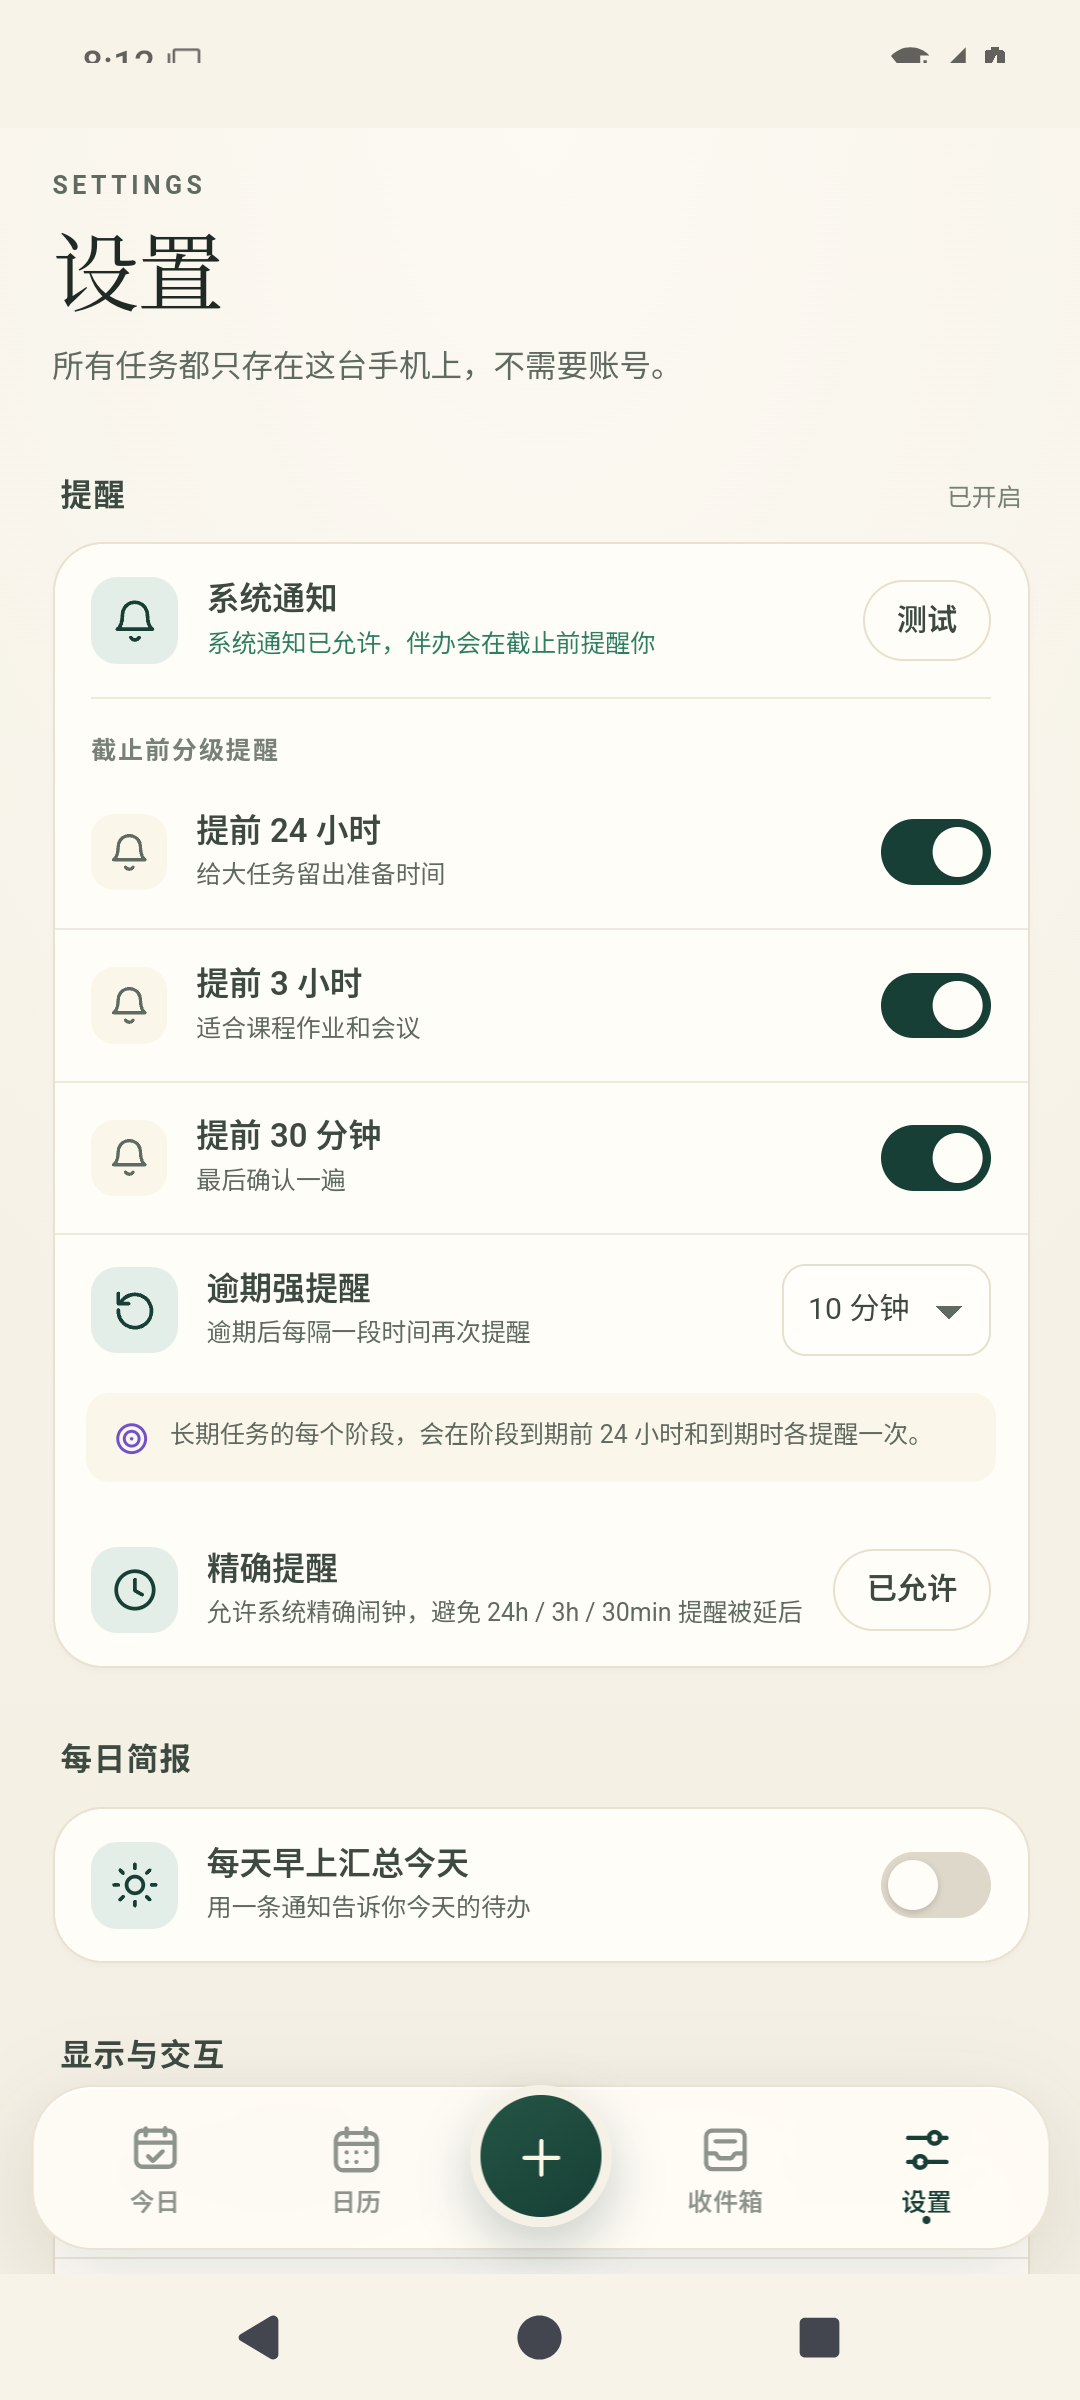 8:12
SETTINGS
设置
所有任务都只存在这台手机上，不需要账号。
提醒
已开启
系统通知
系统通知已允许，伴办会在截止前提醒你
测试
截止前分级提醒
提前 24 小时
给大任务留出准备时间
提前 3 小时
适合课程作业和会议
提前 30 分钟
最后确认一遍
逾期强提醒
逾期后每隔一段时间再次提醒
10 分钟
长期任务的每个阶段，会在阶段到期前 24 小时和到期时各提醒一次。
精确提醒
允许系统精确闹钟，避免 24h / 3h / 30min 提醒被延后
已允许
每日简报
每天早上汇总今天
用一条通知告诉你今天的待办
显示与交互
今日
日历
收件箱
设置